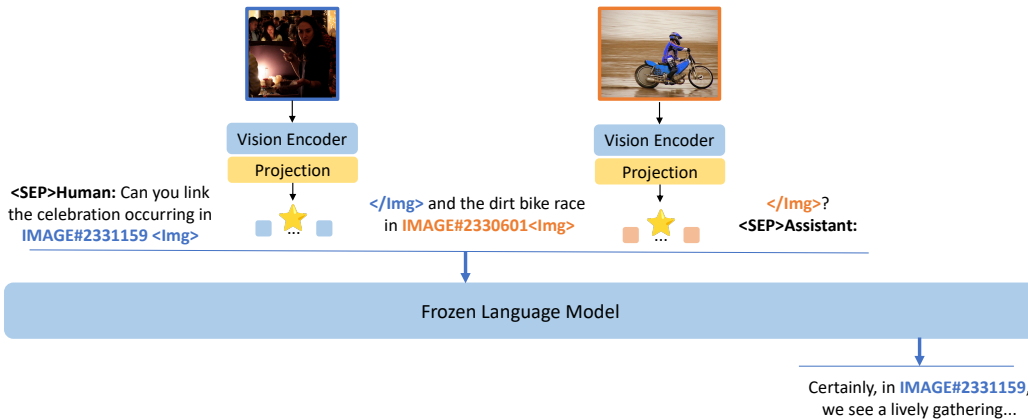 Vision Encoder
Vision Encoder
Projection
Projection
<SEP>Human: Can you link
the celebration occurring in
IMAGE#2331159 <Img>
</Img> and the dirt bike race
in IMAGE#2330601<Img>
</Img>?
<SEP>Assistant:
...
...
Frozen Language Model
Certainly, in IMAGE#2331159,
we see a lively gathering...